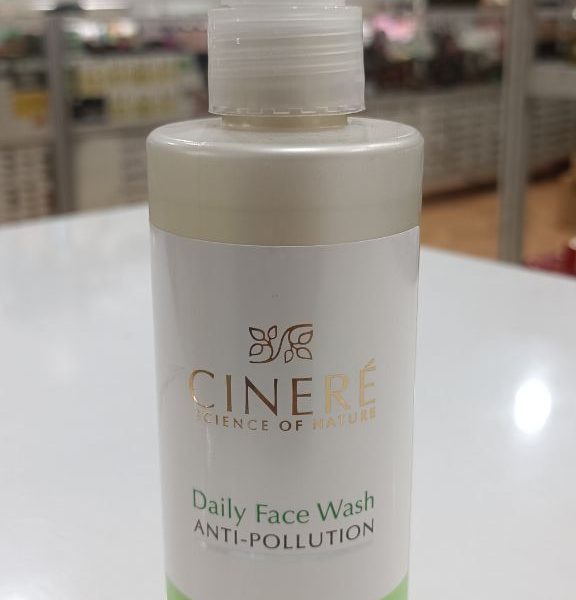 CINERÉ
SCIENCE OF NATURE
Daily Face Wash
ANTI-POLLUTION